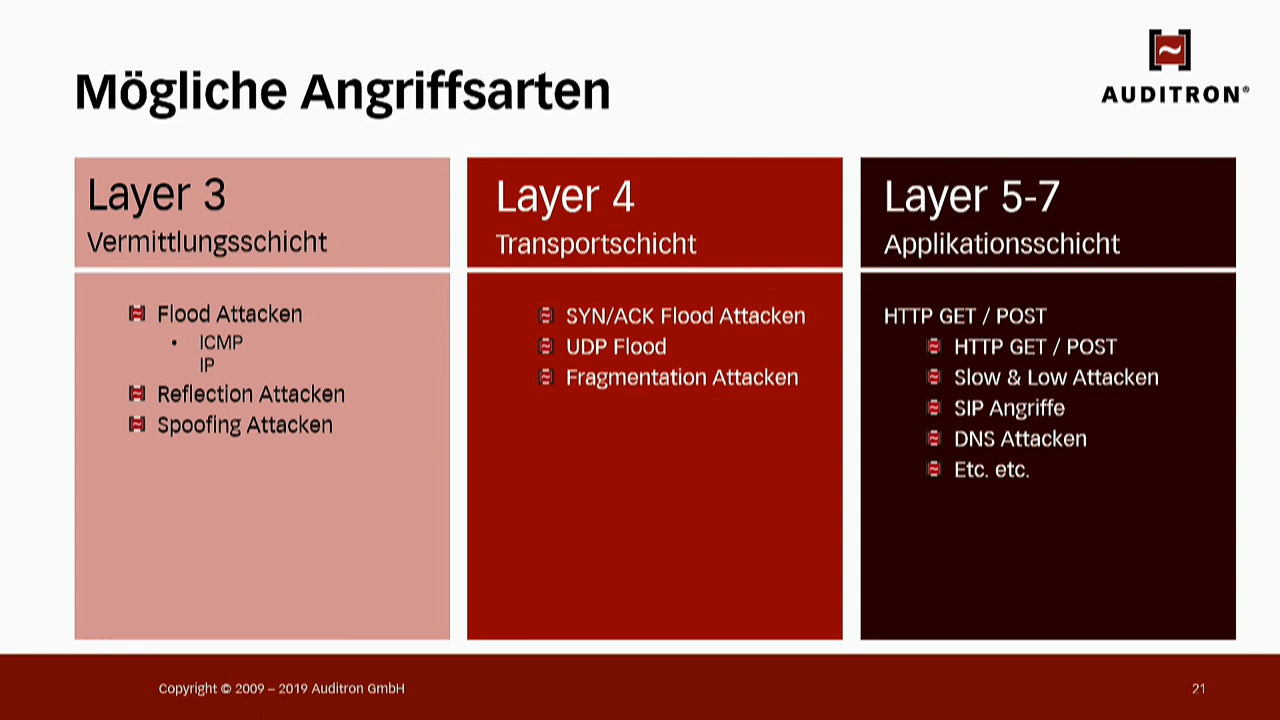 Mögliche Angriffsarten
AUDITRON®
Layer 3
Vermittlungsschicht
Flood Attacken
• ICMP
IP
Reflection Attacken
Spoofing Attacken
Layer 4
Transportschicht
SYN/ACK Flood Attacken
UDP Flood
Fragmentation Attacken
Layer 5-7
Applikationsschicht
HTTP GET / POST
HTTP GET / POST
Slow & Low Attacken
SIP Angriffe
DNS Attacken
Etc. etc.
Copyright © 2009 – 2019 Auditron GmbH
21